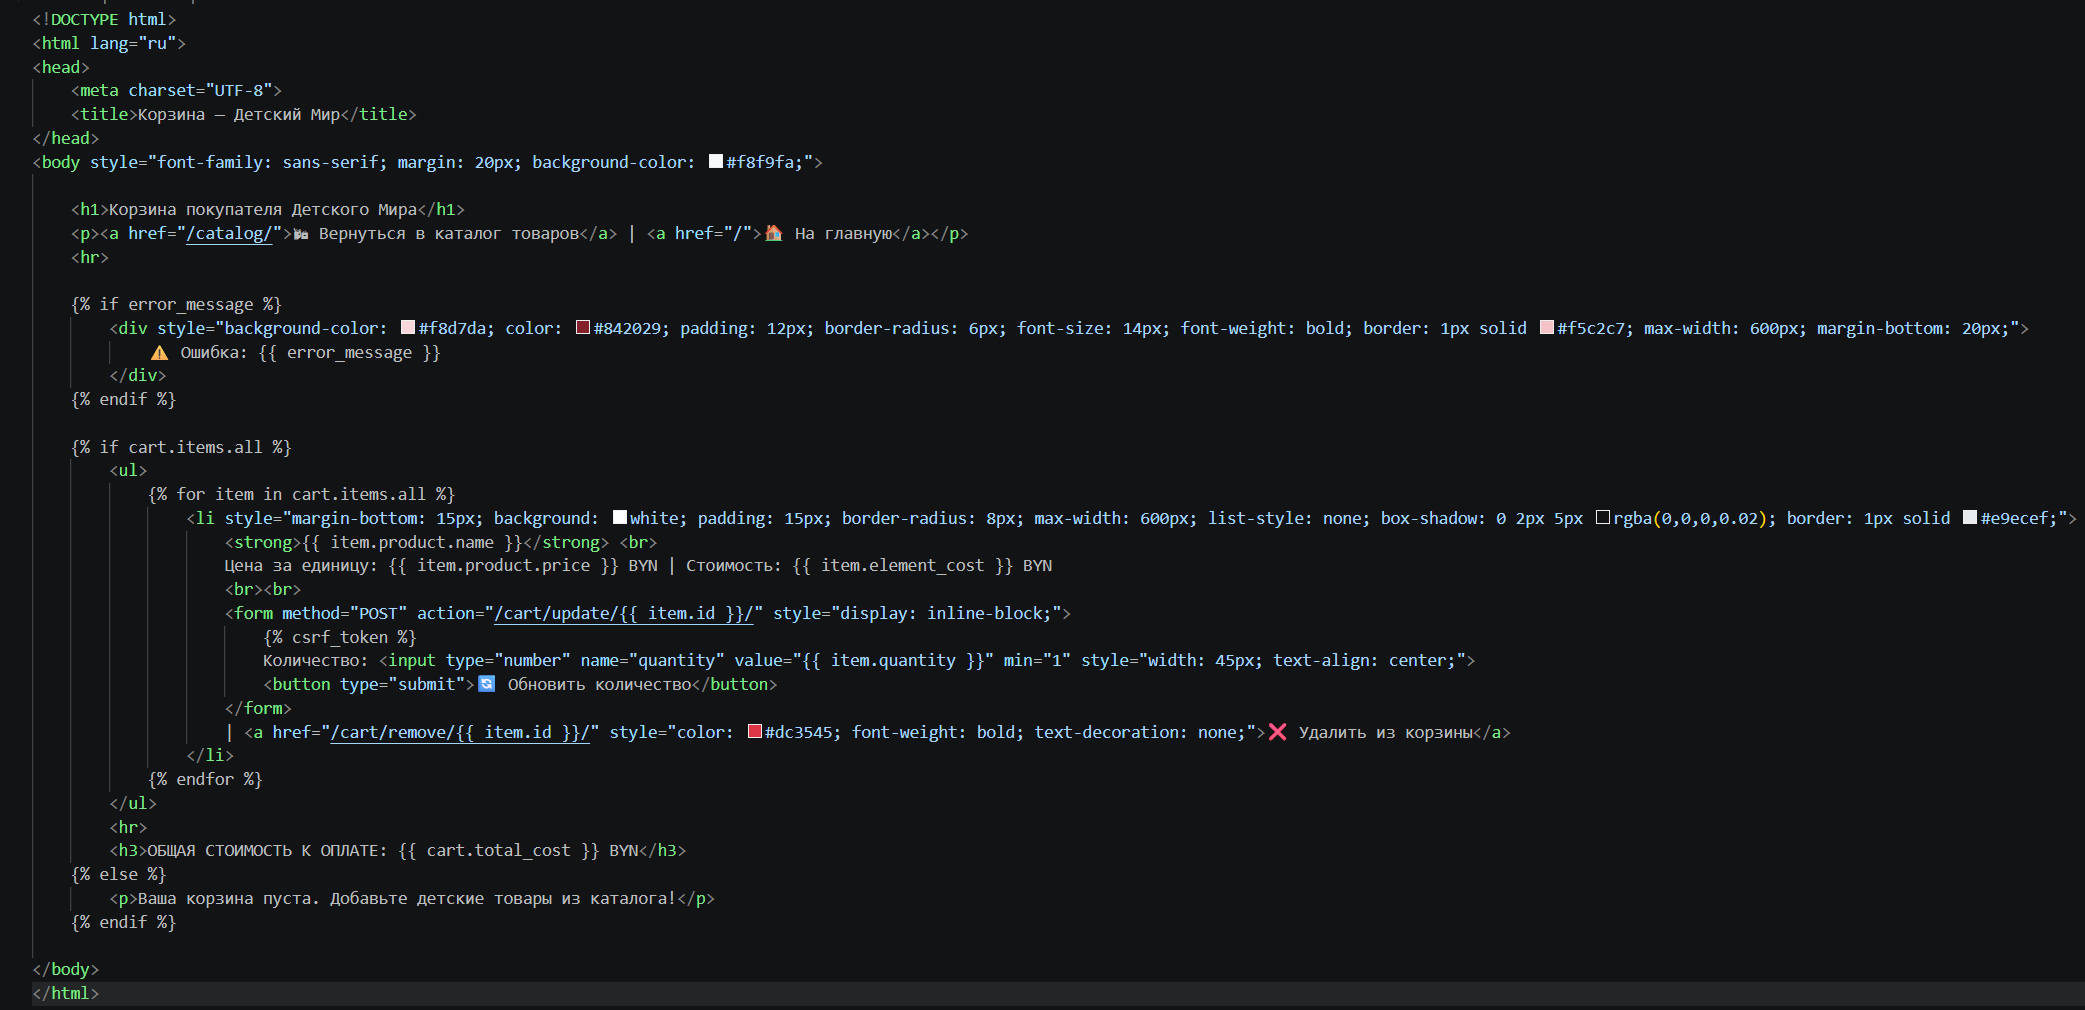 <!DOCTYPE html>
<html lang="ru">
<head>
    <meta charset="UTF-8">
    <title>Корзина — Детский Мир</title>
</head>
<body style="font-family: sans-serif; margin: 20px; background-color: #f8f9fa;">
    <h1>Корзина покупателя Детского Мира</h1>
    <p><a href="/catalog/">🛍️ Вернуться в каталог товаров</a> | <a href="/">🏠 На главную</a></p>
    <hr>
    {% if error_message %}
        <div style="background-color: #f8d7da; color: #842029; padding: 12px; border-radius: 6px; font-size: 14px; font-weight: bold; border: 1px solid #f5c2c7; max-width: 600px; margin-bottom: 20px;">
            ⚠️ Ошибка: {{ error_message }}
        </div>
    {% endif %}
    {% if cart.items.all %}
        <ul>
            {% for item in cart.items.all %}
                <li style="margin-bottom: 15px; background: white; padding: 15px; border-radius: 8px; max-width: 600px; list-style: none; box-shadow: 0 2px 5px rgba(0,0,0,0.02); border: 1px solid #e9ecef;">
                    <strong>{{ item.product.name }}</strong> <br>
                    Цена за единицу: {{ item.product.price }} BYN | Стоимость: {{ item.element_cost }} BYN
                    <br><br>
                    <form method="POST" action="/cart/update/{{ item.id }}/" style="display: inline-block;">
                        {% csrf_token %}
                        Количество: <input type="number" name="quantity" value="{{ item.quantity }}" min="1" style="width: 45px; text-align: center;">
                        <button type="submit">🔄 Обновить количество</button>
                    </form>
                    | <a href="/cart/remove/{{ item.id }}/" style="color: #dc3545; font-weight: bold; text-decoration: none;">❌ Удалить из корзины</a>
                </li>
            {% endfor %}
        </ul>
        <hr>
        <h3>ОБЩАЯ СТОИМОСТЬ К ОПЛАТЕ: {{ cart.total_cost }} BYN</h3>
    {% else %}
        <p>Ваша корзина пуста. Добавьте детские товары из каталога!</p>
    {% endif %}
</body>
</html>